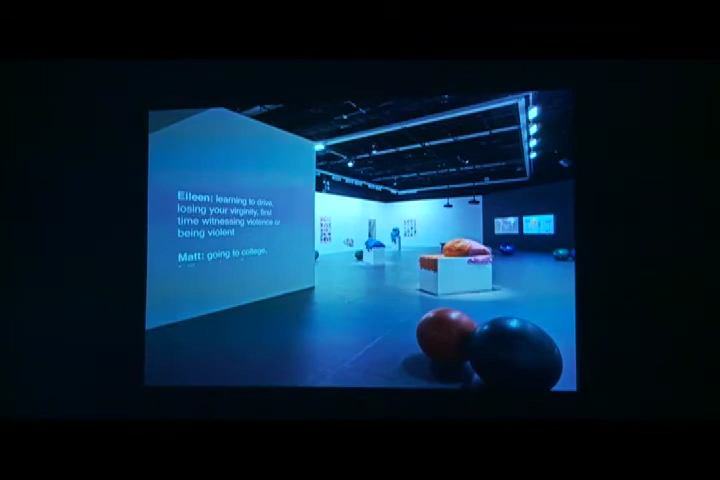 Eileen: learning to drive,
losing your virginity, first
time witnessing violence or
being violent
Matt: going to college,